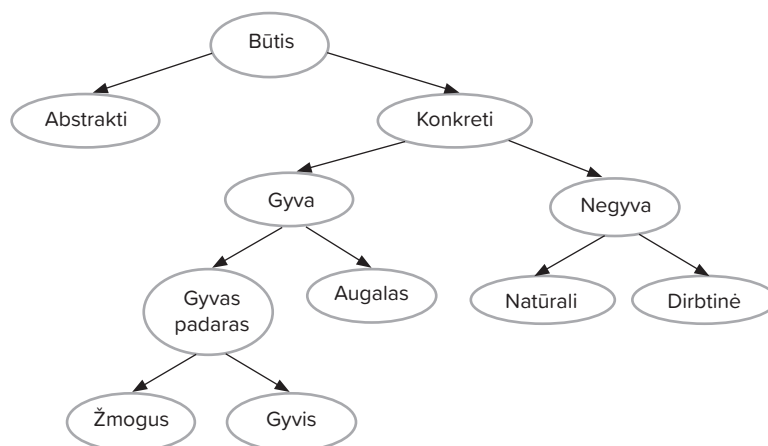 Būtis
Abstrakti
Konkreti
Gyva
Negyva
Gyvas
padaras
Augalas
Natūrali
Dirbtinė
Žmogus
Gyvis